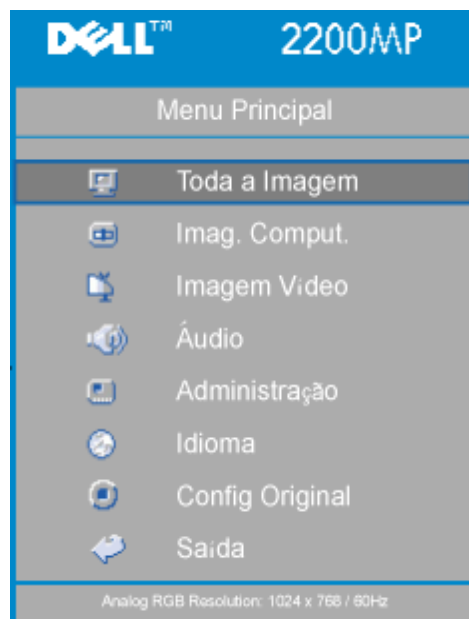 DELL™ 2200MP
Menu Principal
Toda a Imagem
Imag. Comput.
Imagem Vídeo
Áudio
Administração
Idioma
Config Original
Saída
Analog RGB Resolution: 1024 x 768 / 60Hz